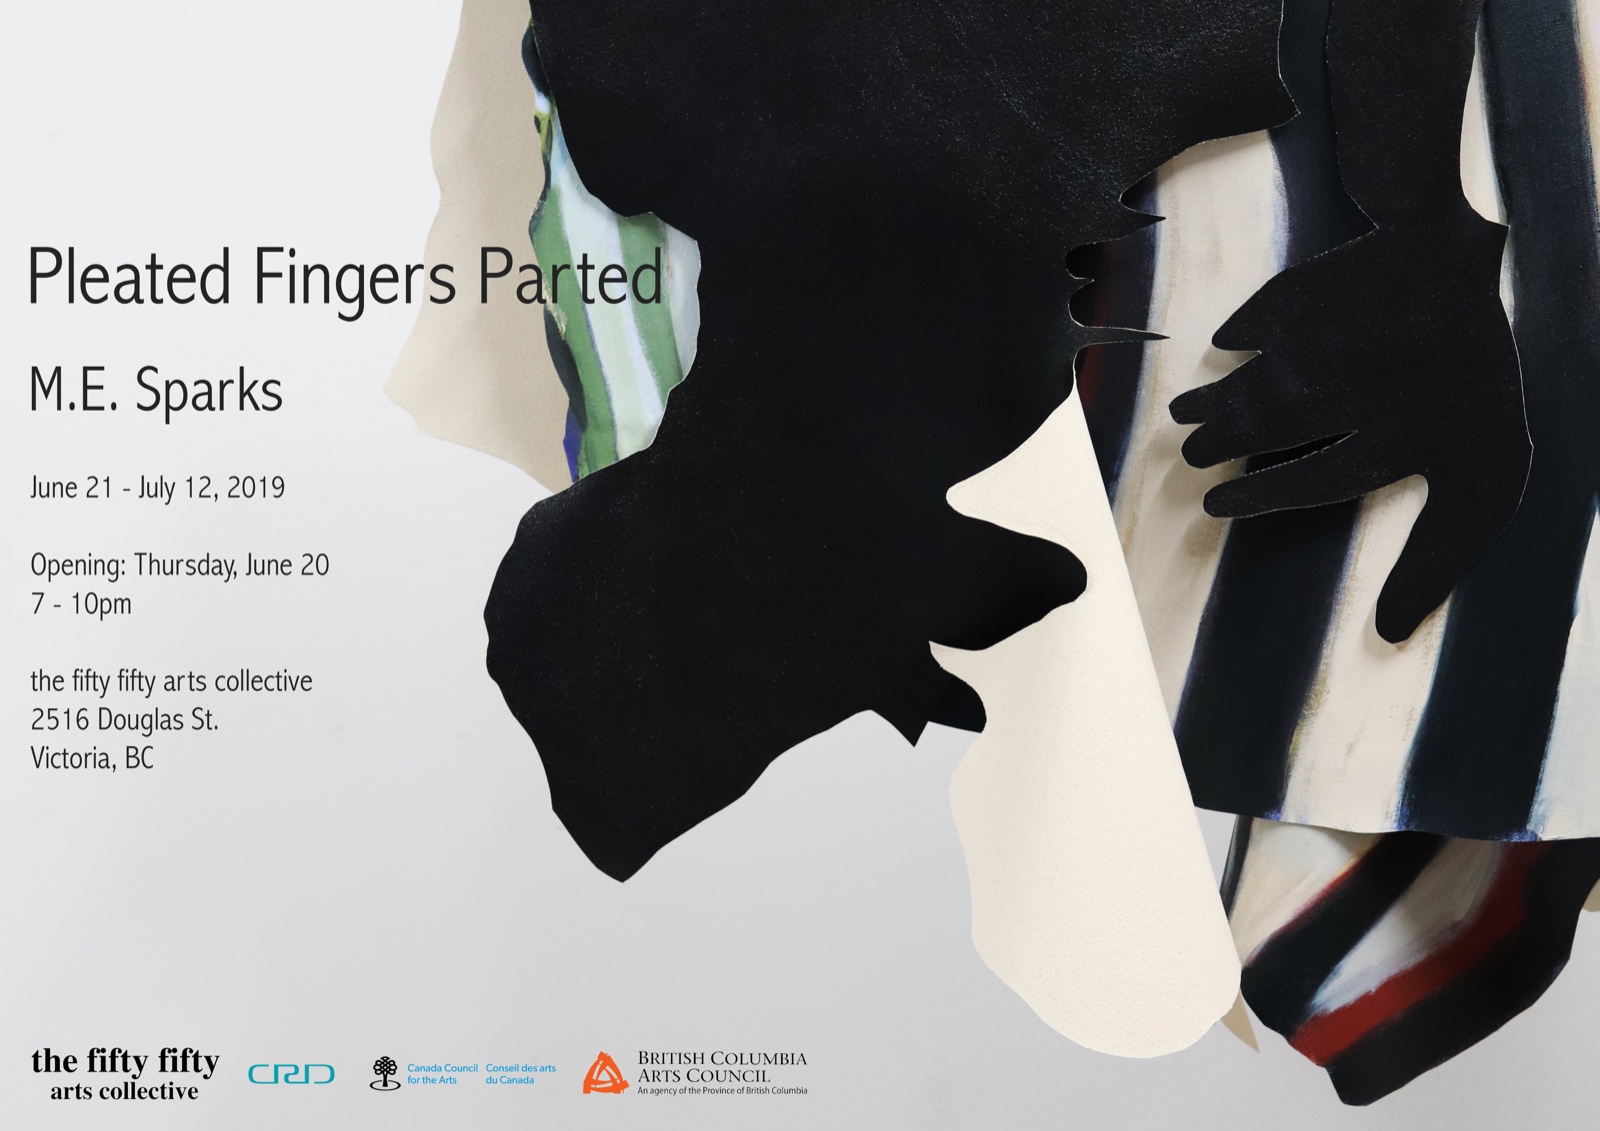 Pleated Fingers Parted
M.E. Sparks
June 21 - July 12, 2019
Opening: Thursday, June 20
7 - 10pm
the fifty fifty arts collective
2516 Douglas St.
Victoria, BC
the fifty fifty
arts collective
CRD
Canada Council
for the Arts
Conseil des arts
du Canada
British Columbia
Arts Council
An agency of the Province of British Columbia